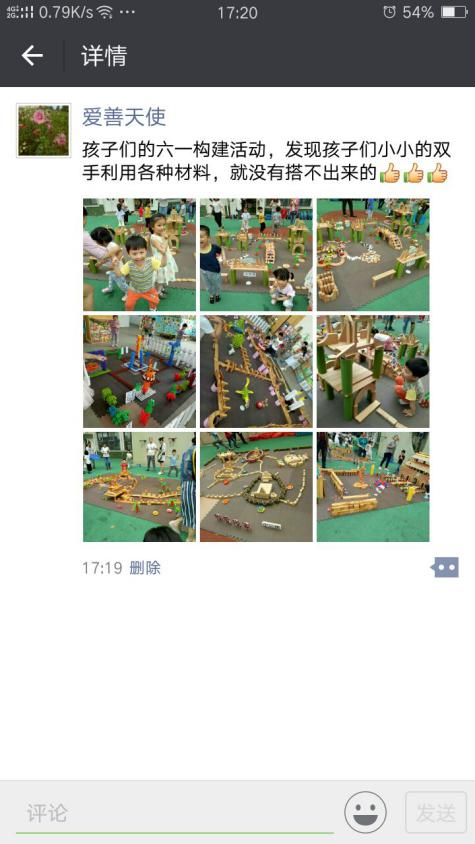 4G 2G 0.79K/s ··· 17:20 54%
详情
爱善天使
孩子们的六一构建活动，发现孩子们小小的双
手利用各种材料，就没有搭不出来的👍👍👍
17:19 删除
评论 发送